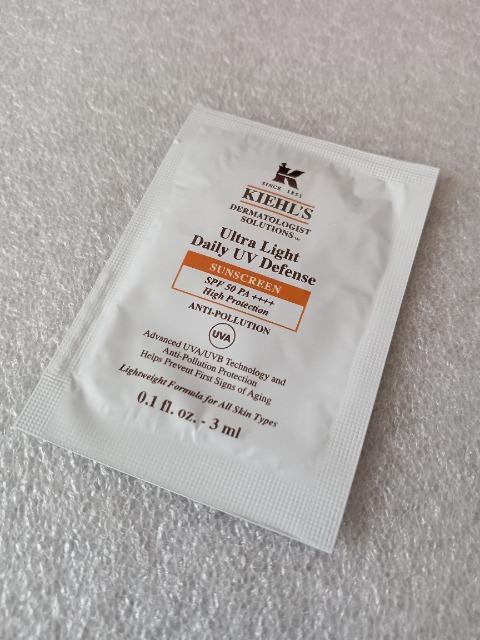 K
SINCE 1851
KIEHL'S
DERMATOLOGIST
SOLUTIONS™
Ultra Light
Daily UV Defense
SUNSCREEN
SPF 50 PA ++++
High Protection
ANTI-POLLUTION
UVA
Advanced UVA/UVB Technology and
Anti-Pollution Protection
Helps Prevent First Signs of Aging
Lightweight Formula for All Skin Types
0.1 fl. oz. - 3 ml